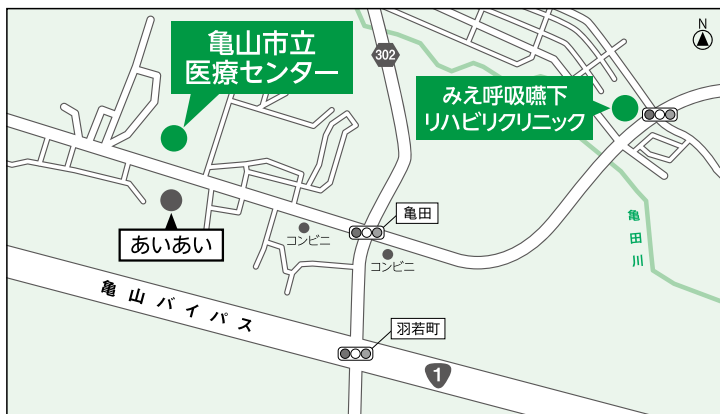 亀山市立
医療センター
302
N
みえ呼吸嚥下
リハビリクリニック
亀田
あいあい
コンビニ
コンビニ
亀田川
亀山バイパス
羽若町
1